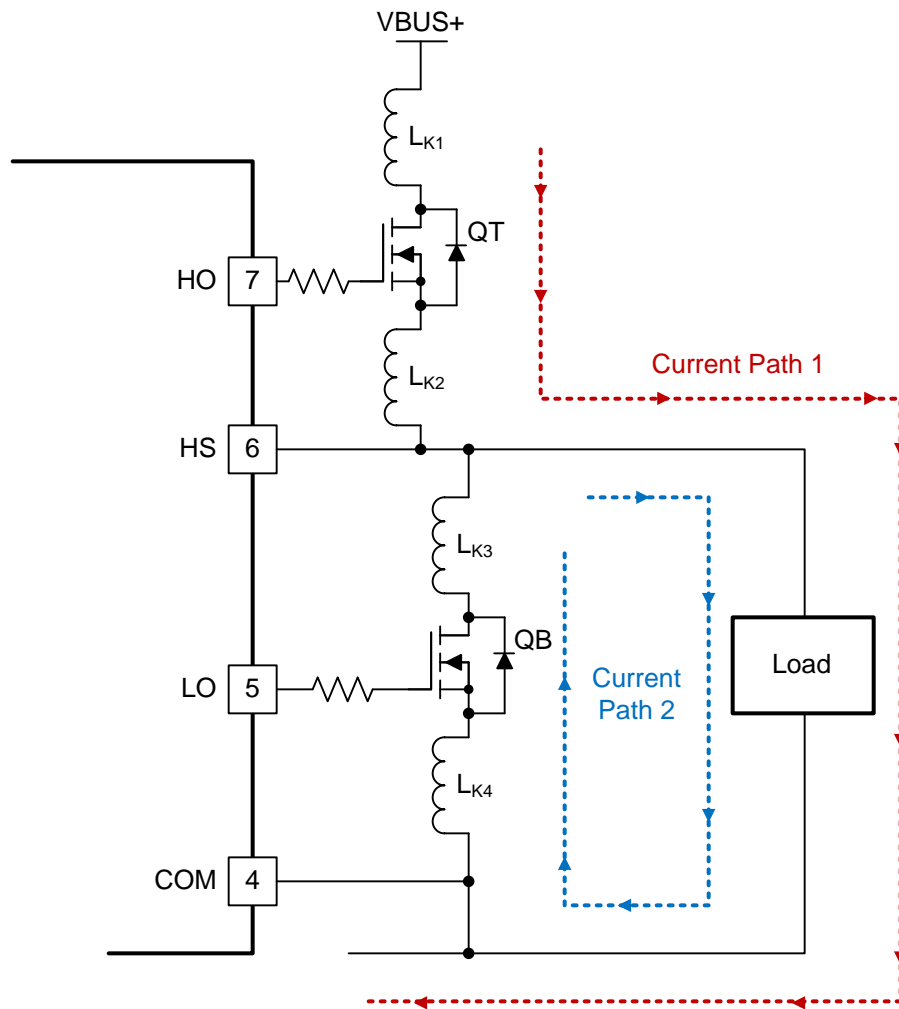 VBUS+
LK1
QT
HO
7
Current Path 1
LK2
HS
6
LK3
QB
LO
5
Load
Current
Path 2
LK4
COM
4